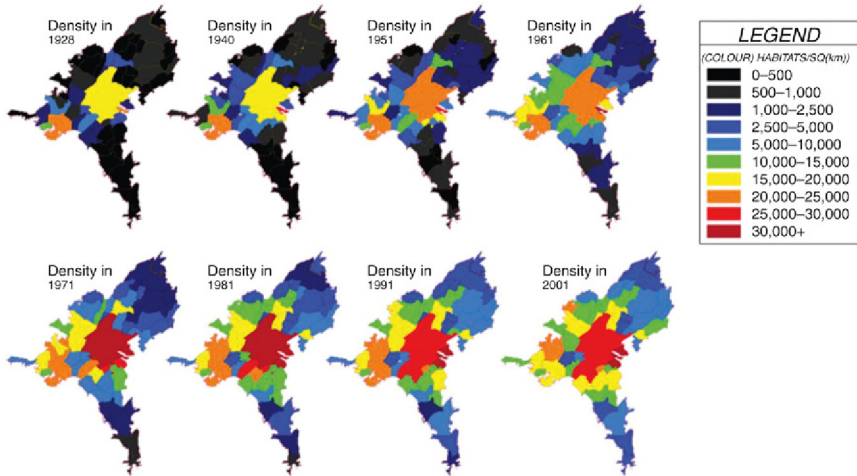 Density in
1928
Density in
1940
Density in
1951
Density in
1961
LEGEND
(COLOUR) HABITATS/SQ(km))
0–500
500–1,000
1,000–2,500
2,500–5,000
5,000–10,000
10,000–15,000
15,000–20,000
20,000–25,000
25,000–30,000
30,000+
Density in
1971
Density in
1981
Density in
1991
Density in
2001